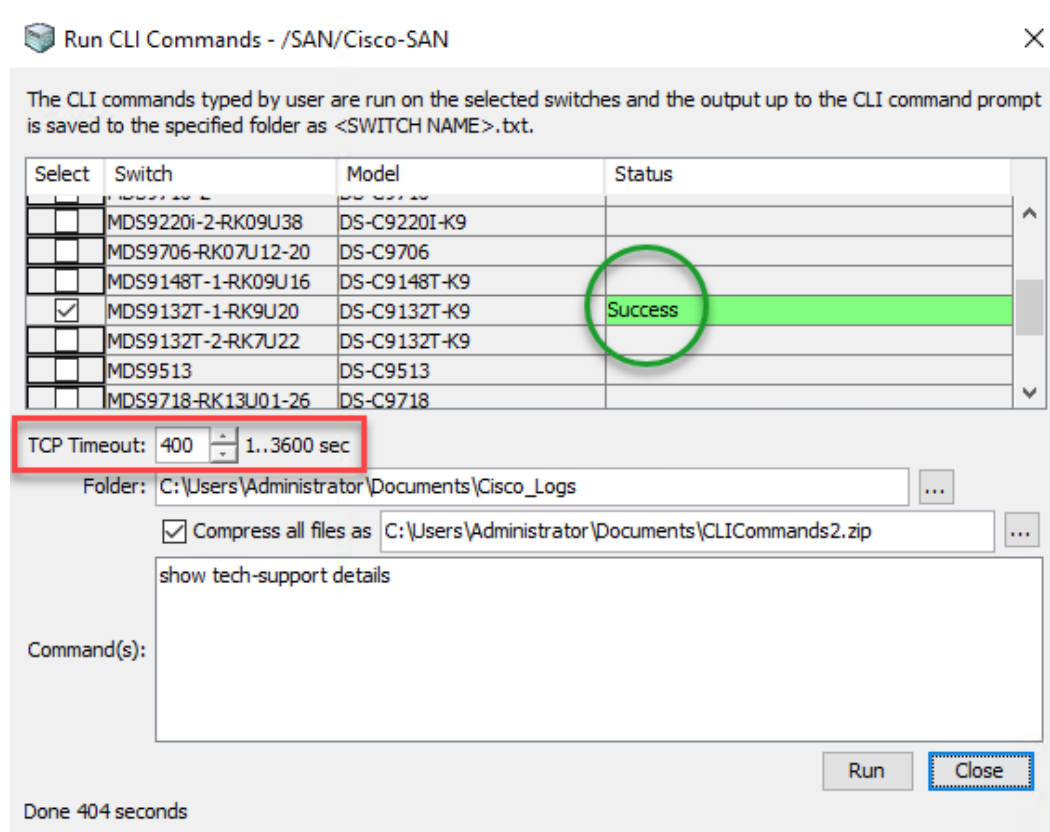 Run CLI Commands - /SAN/Cisco-SAN
The CLI commands typed by user are run on the selected switches and the output up to the CLI command prompt
is saved to the specified folder as <SWITCH NAME>.txt.
Select Switch Model Status
MDS9220i-2-RK09U38 DS-C9220I-K9
MDS9706-RK07U12-20 DS-C9706
MDS9148T-1-RK09U16 DS-C9148T-K9
MDS9132T-1-RK9U20 DS-C9132T-K9 Success
MDS9132T-2-RK7U22 DS-C9132T-K9
MDS9513 DS-C9513
MDS9718-RK13U01-26 DS-C9718
TCP Timeout: 400 1..3600 sec
Folder: C:\Users\Administrator\Documents\Cisco_Logs ...
Compress all files as C:\Users\Administrator\Documents\CLICommands2.zip ...
show tech-support details
Command(s):
Run Close
Done 404 seconds